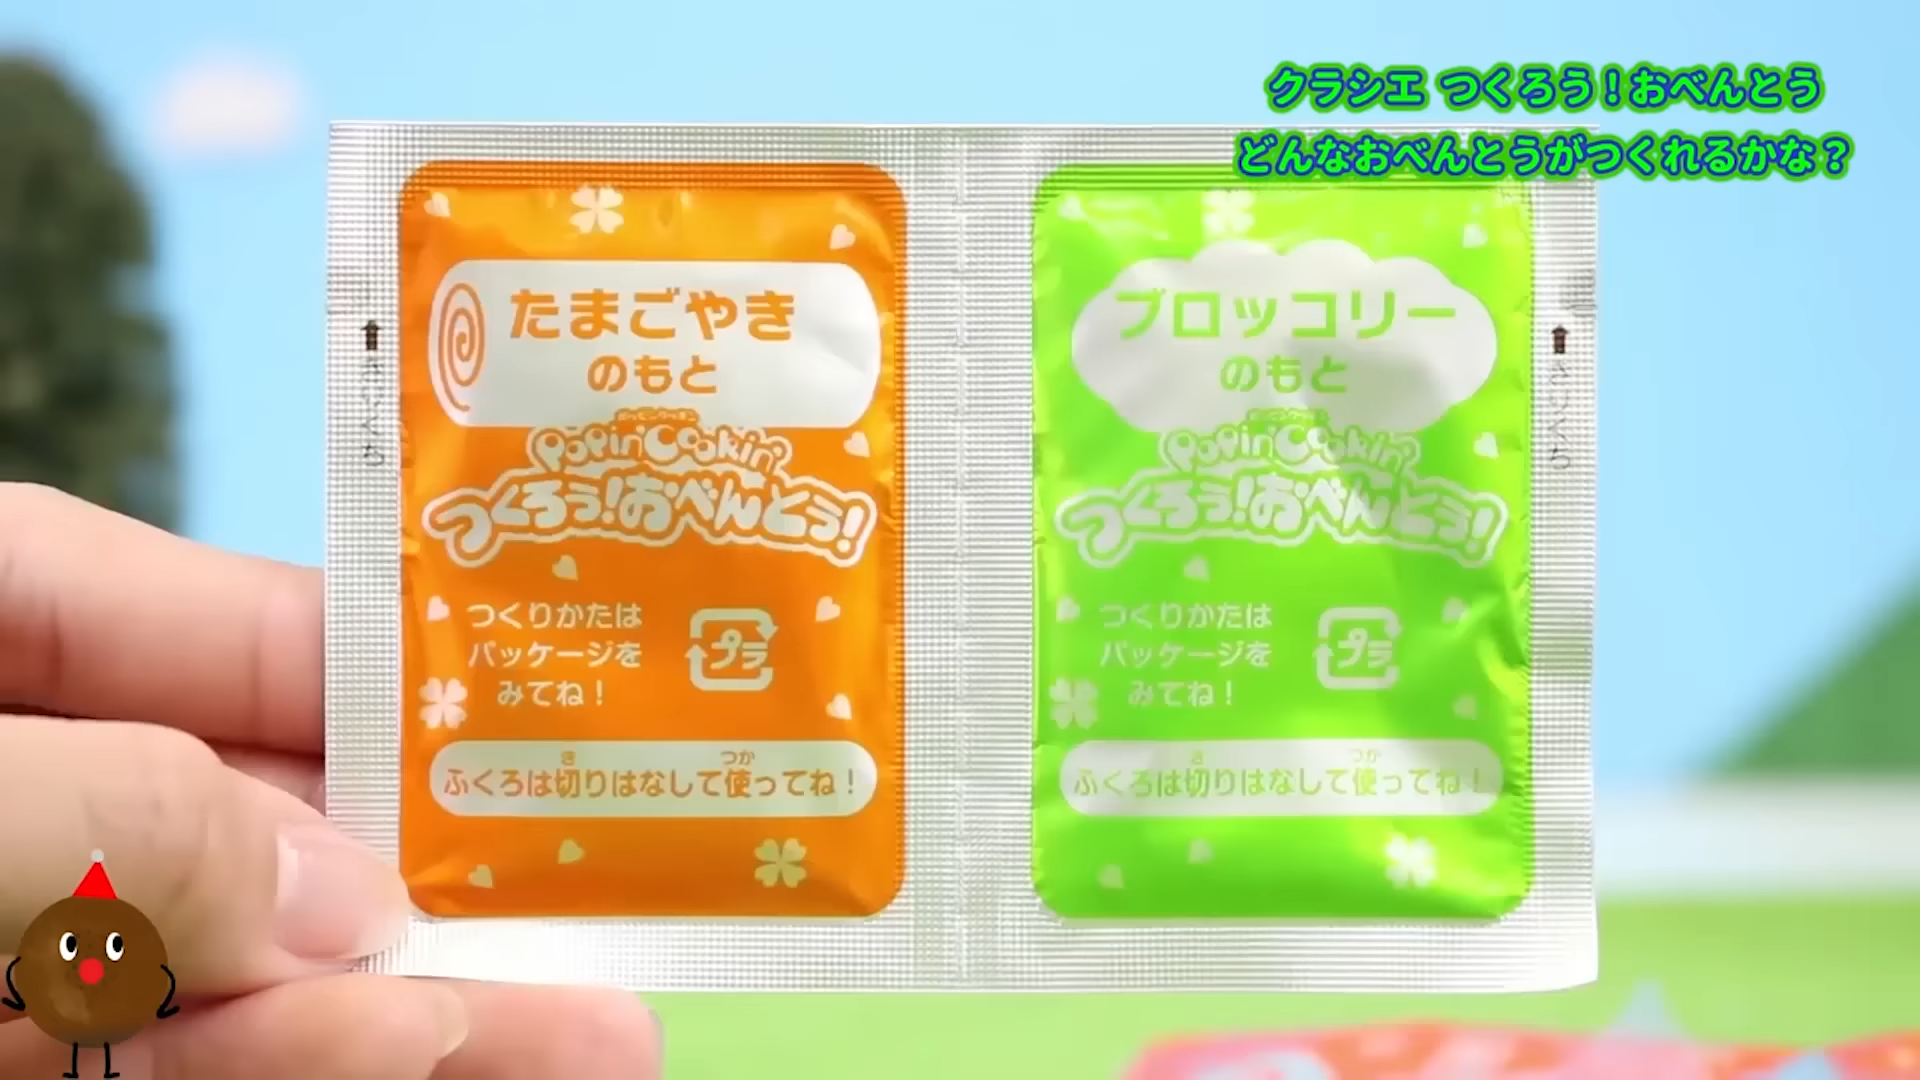 クラシエ つくろう！おべんとう
どんなおべんとうがつくれるかな？
たまごやき
のもと
Popin'Cookin'
つくろう!おべんとう!
つくりかたは
パッケージを
みてね！
プラ
ふくろは切りはなして使ってね！
ブロッコリー
のもと
Popin'Cookin'
つくろう!おべんとう!
つくりかたは
パッケージを
みてね！
プラ
ふくろは切りはなして使ってね！